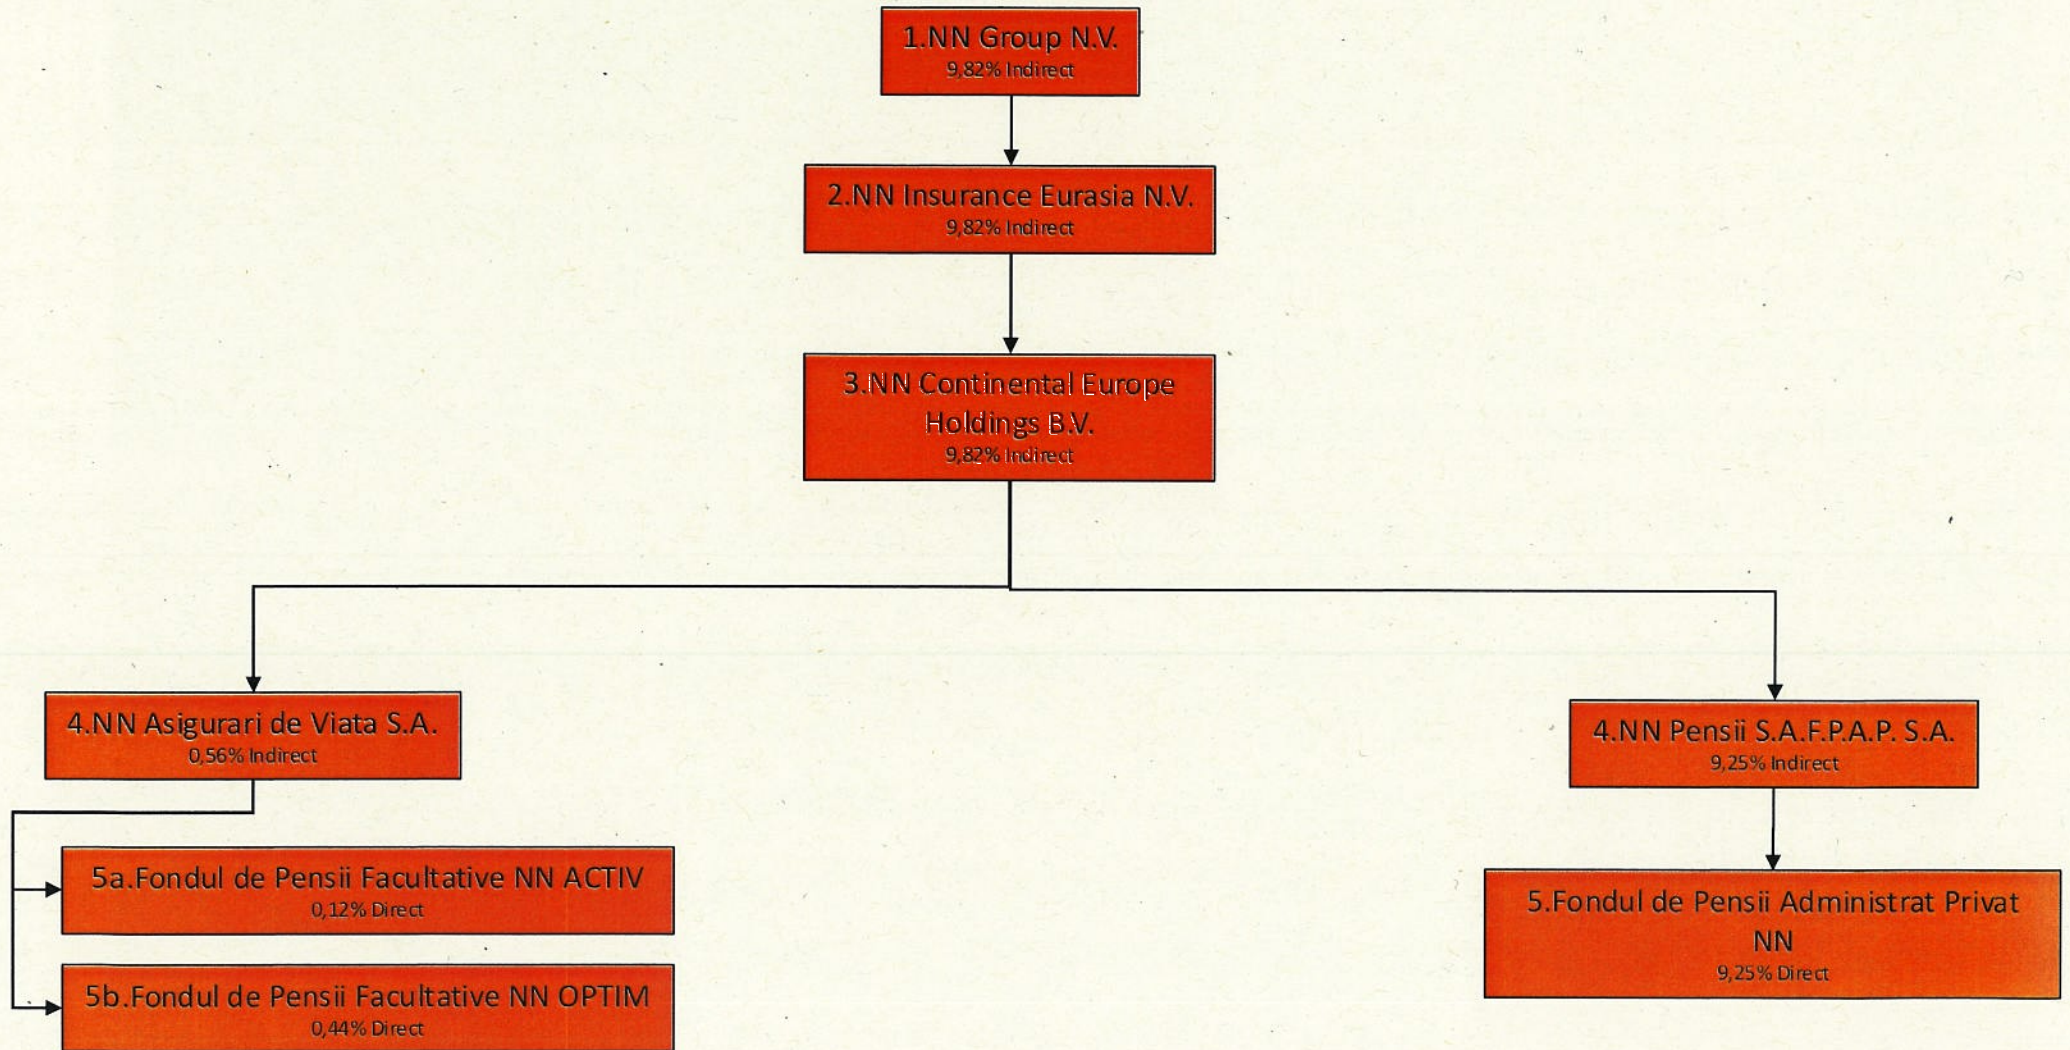 1.NN Group N.V.
9,82% Indirect
2.NN Insurance Eurasia N.V.
9,82% Indirect
3.NN Continental Europe
Holdings B.V.
9,82% Indirect
4.NN Asigurari de Viata S.A.
0,56% Indirect
4.NN Pensii S.A.F.P.A.P. S.A.
9,25% Indirect
5a.Fondul de Pensii Facultative NN ACTIV
0,12% Direct
5b.Fondul de Pensii Facultative NN OPTIM
0,44% Direct
5.Fondul de Pensii Administrat Privat
NN
9,25% Direct